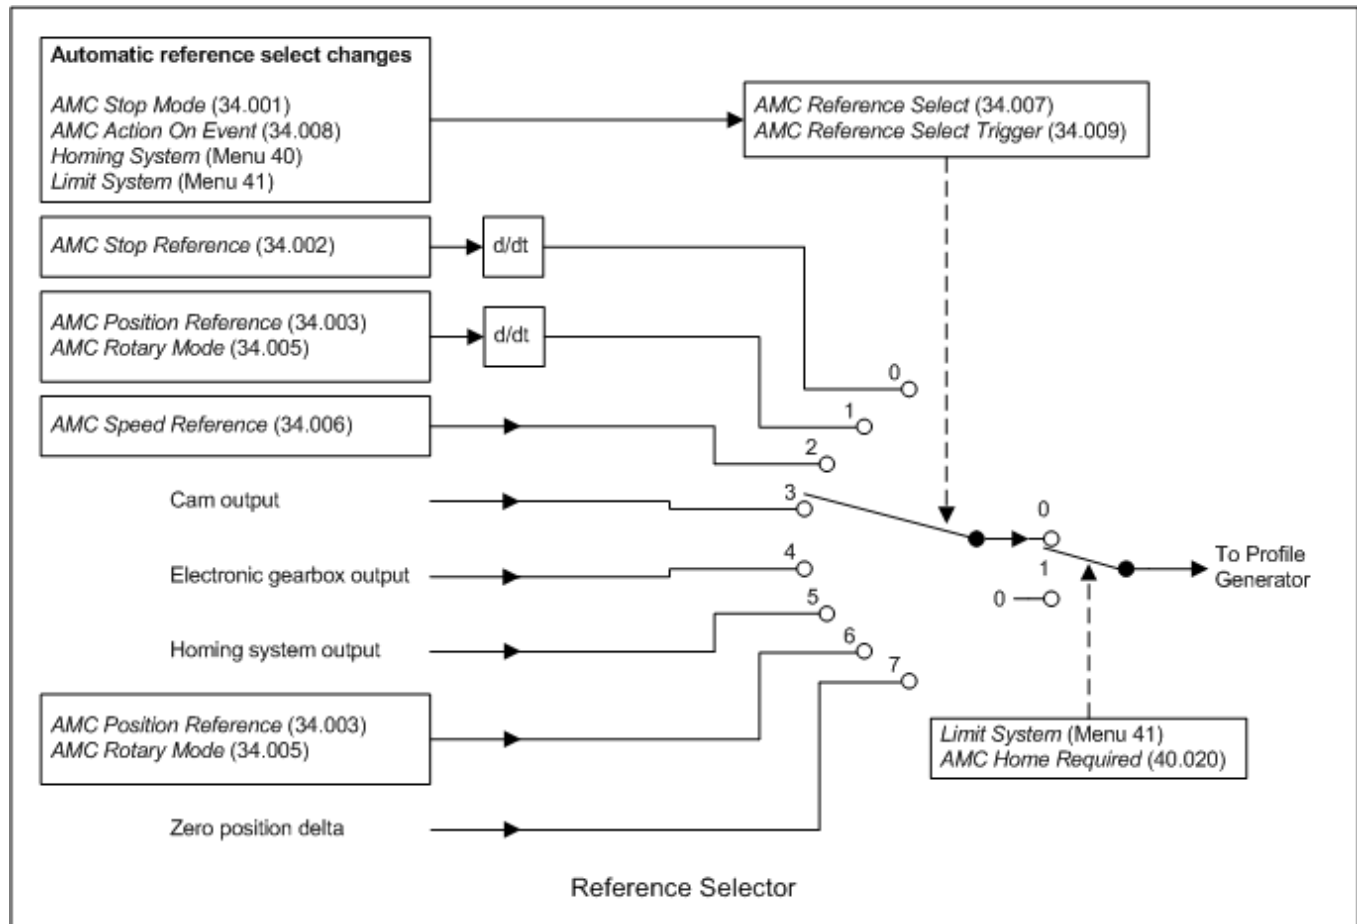 Automatic reference select changes
AMC Stop Mode (34.001)
AMC Action On Event (34.008)
Homing System (Menu 40)
Limit System (Menu 41)
AMC Reference Select (34.007)
AMC Reference Select Trigger (34.009)
AMC Stop Reference (34.002)
d/dt
AMC Position Reference (34.003)
AMC Rotary Mode (34.005)
d/dt
0
1
AMC Speed Reference (34.006)
2
Cam output
3
0
4
Electronic gearbox output
1
To Profile
Generator
5
0
Homing system output
6
7
AMC Position Reference (34.003)
AMC Rotary Mode (34.005)
Limit System (Menu 41)
AMC Home Required (40.020)
Zero position delta
Reference Selector